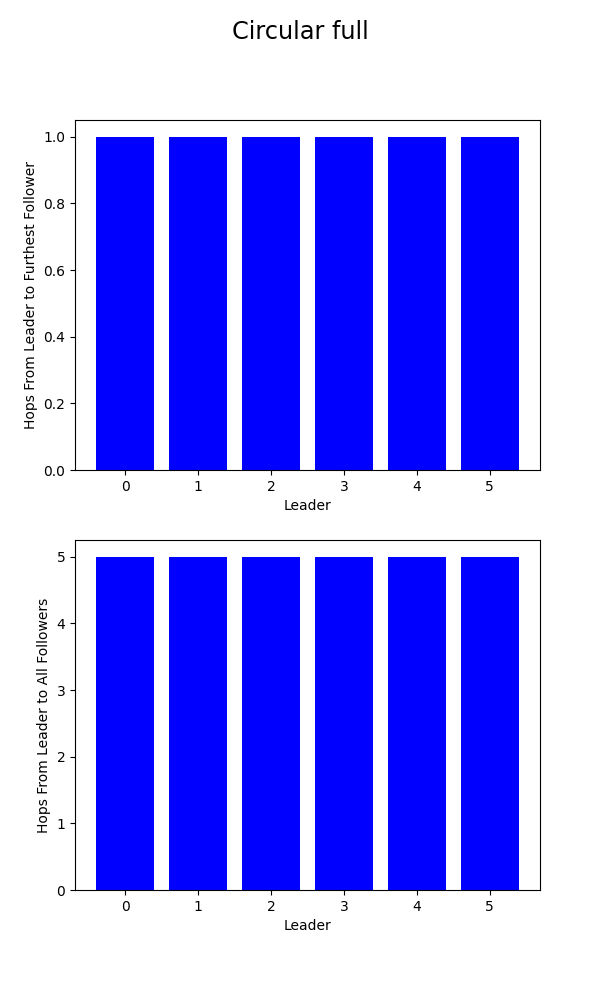 Circular full
Hops From Leader to Furthest Follower
1.0
0.8
0.6
0.4
0.2
0.0
0 1 2 3 4 5
Leader
Hops From Leader to All Followers
5
4
3
2
1
0
0 1 2 3 4 5
Leader